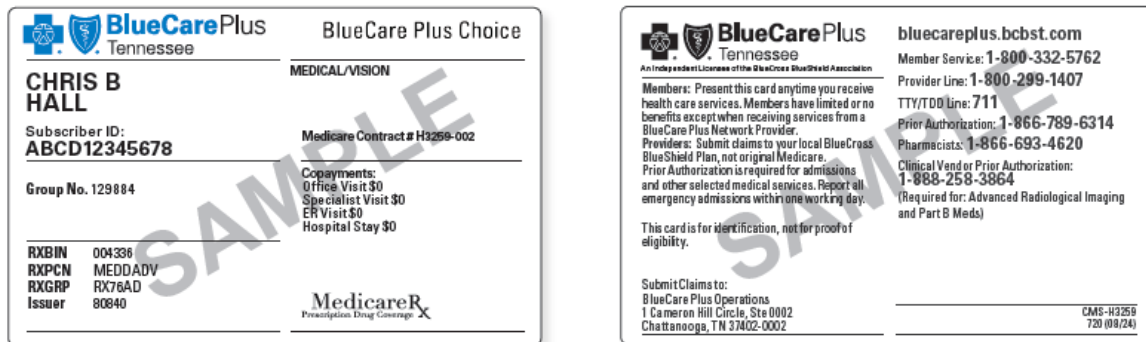 BlueCare Plus
Tennessee
BlueCare Plus Choice
CHRIS B
HALL
Subscriber ID:
ABCD12345678
Group No. 129884
RXBIN 004336
RXPCN MEDDADV
RXGRP RX76AD
Issuer 80840
MEDICAL/VISION
Medicare Contract # H3259-002
Copayments:
Office Visit $0
Specialist Visit $0
ER Visit $0
Hospital Stay $0
MedicareRx
Prescription Drug Coverage
SAMPLE
BlueCare Plus
Tennessee
An Independent Licensee of the BlueCross BlueShield Association
Members: Present this card anytime you receive
health care services. Members have limited or no
benefits except when receiving services from a
BlueCare Plus Network Provider.
Providers: Submit claims to your local BlueCross
BlueShield Plan, not original Medicare.
Prior Authorization is required for admissions
and other selected medical services. Report all
emergency admissions within one working day.
This card is for identification, not for proof of
eligibility.
Submit Claims to:
BlueCare Plus Operations
1 Cameron Hill Circle, Ste 0002
Chattanooga, TN 37402-0002
bluecareplus.bcbst.com
Member Service: 1-800-332-5762
Provider Line: 1-800-299-1407
TTY/TDD Line: 711
Prior Authorization: 1-866-789-6314
Pharmacists: 1-866-693-4620
Clinical Vendor Prior Authorization:
1-888-258-3864
(Required for: Advanced Radiological Imaging
and Part B Meds)
CMS-H3259
720 (08/24)
SAMPLE